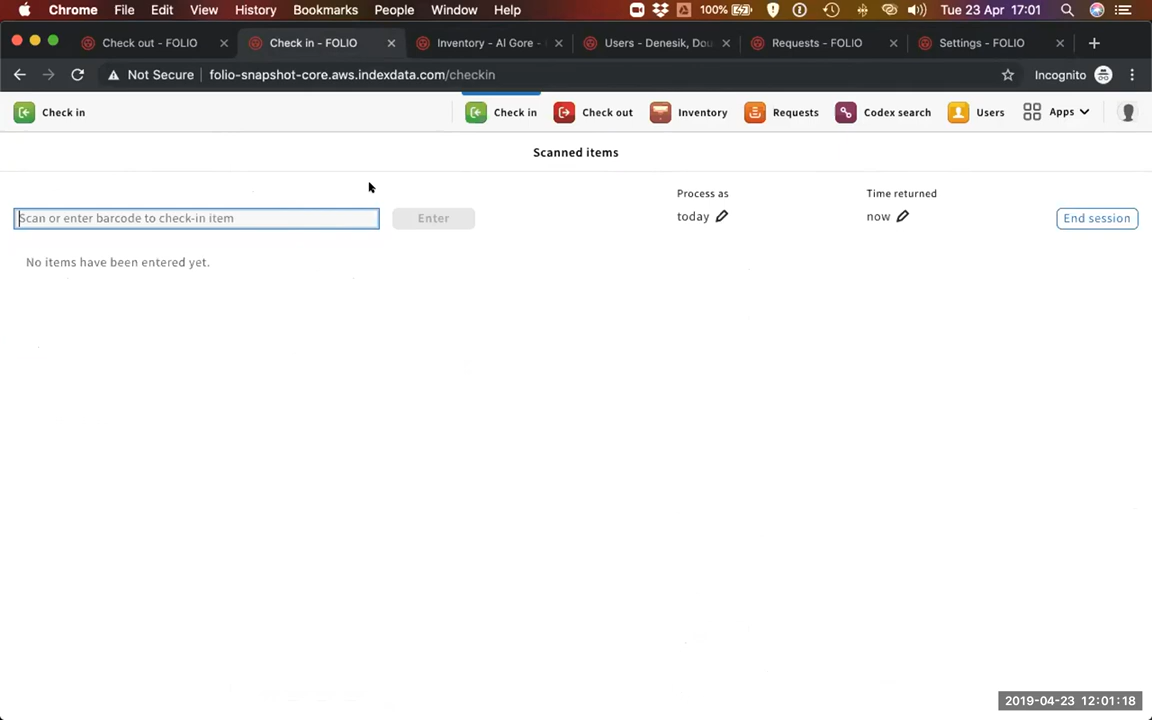 Chrome File Edit View History Bookmarks People Window Help 100% Tue 23 Apr 17:01
Check out - FOLIO Check in - FOLIO Inventory - Al Gore - Users - Denesik, Dou Requests - FOLIO Settings - FOLIO
Not Secure folio-snapshot-core.aws.indexdata.com/checkin Incognito
Check in Check in Check out Inventory Requests Codex search Users Apps
Scanned items
Process as Time returned
Scan or enter barcode to check-in item Enter today now End session
No items have been entered yet.
2019-04-23 12:01:18